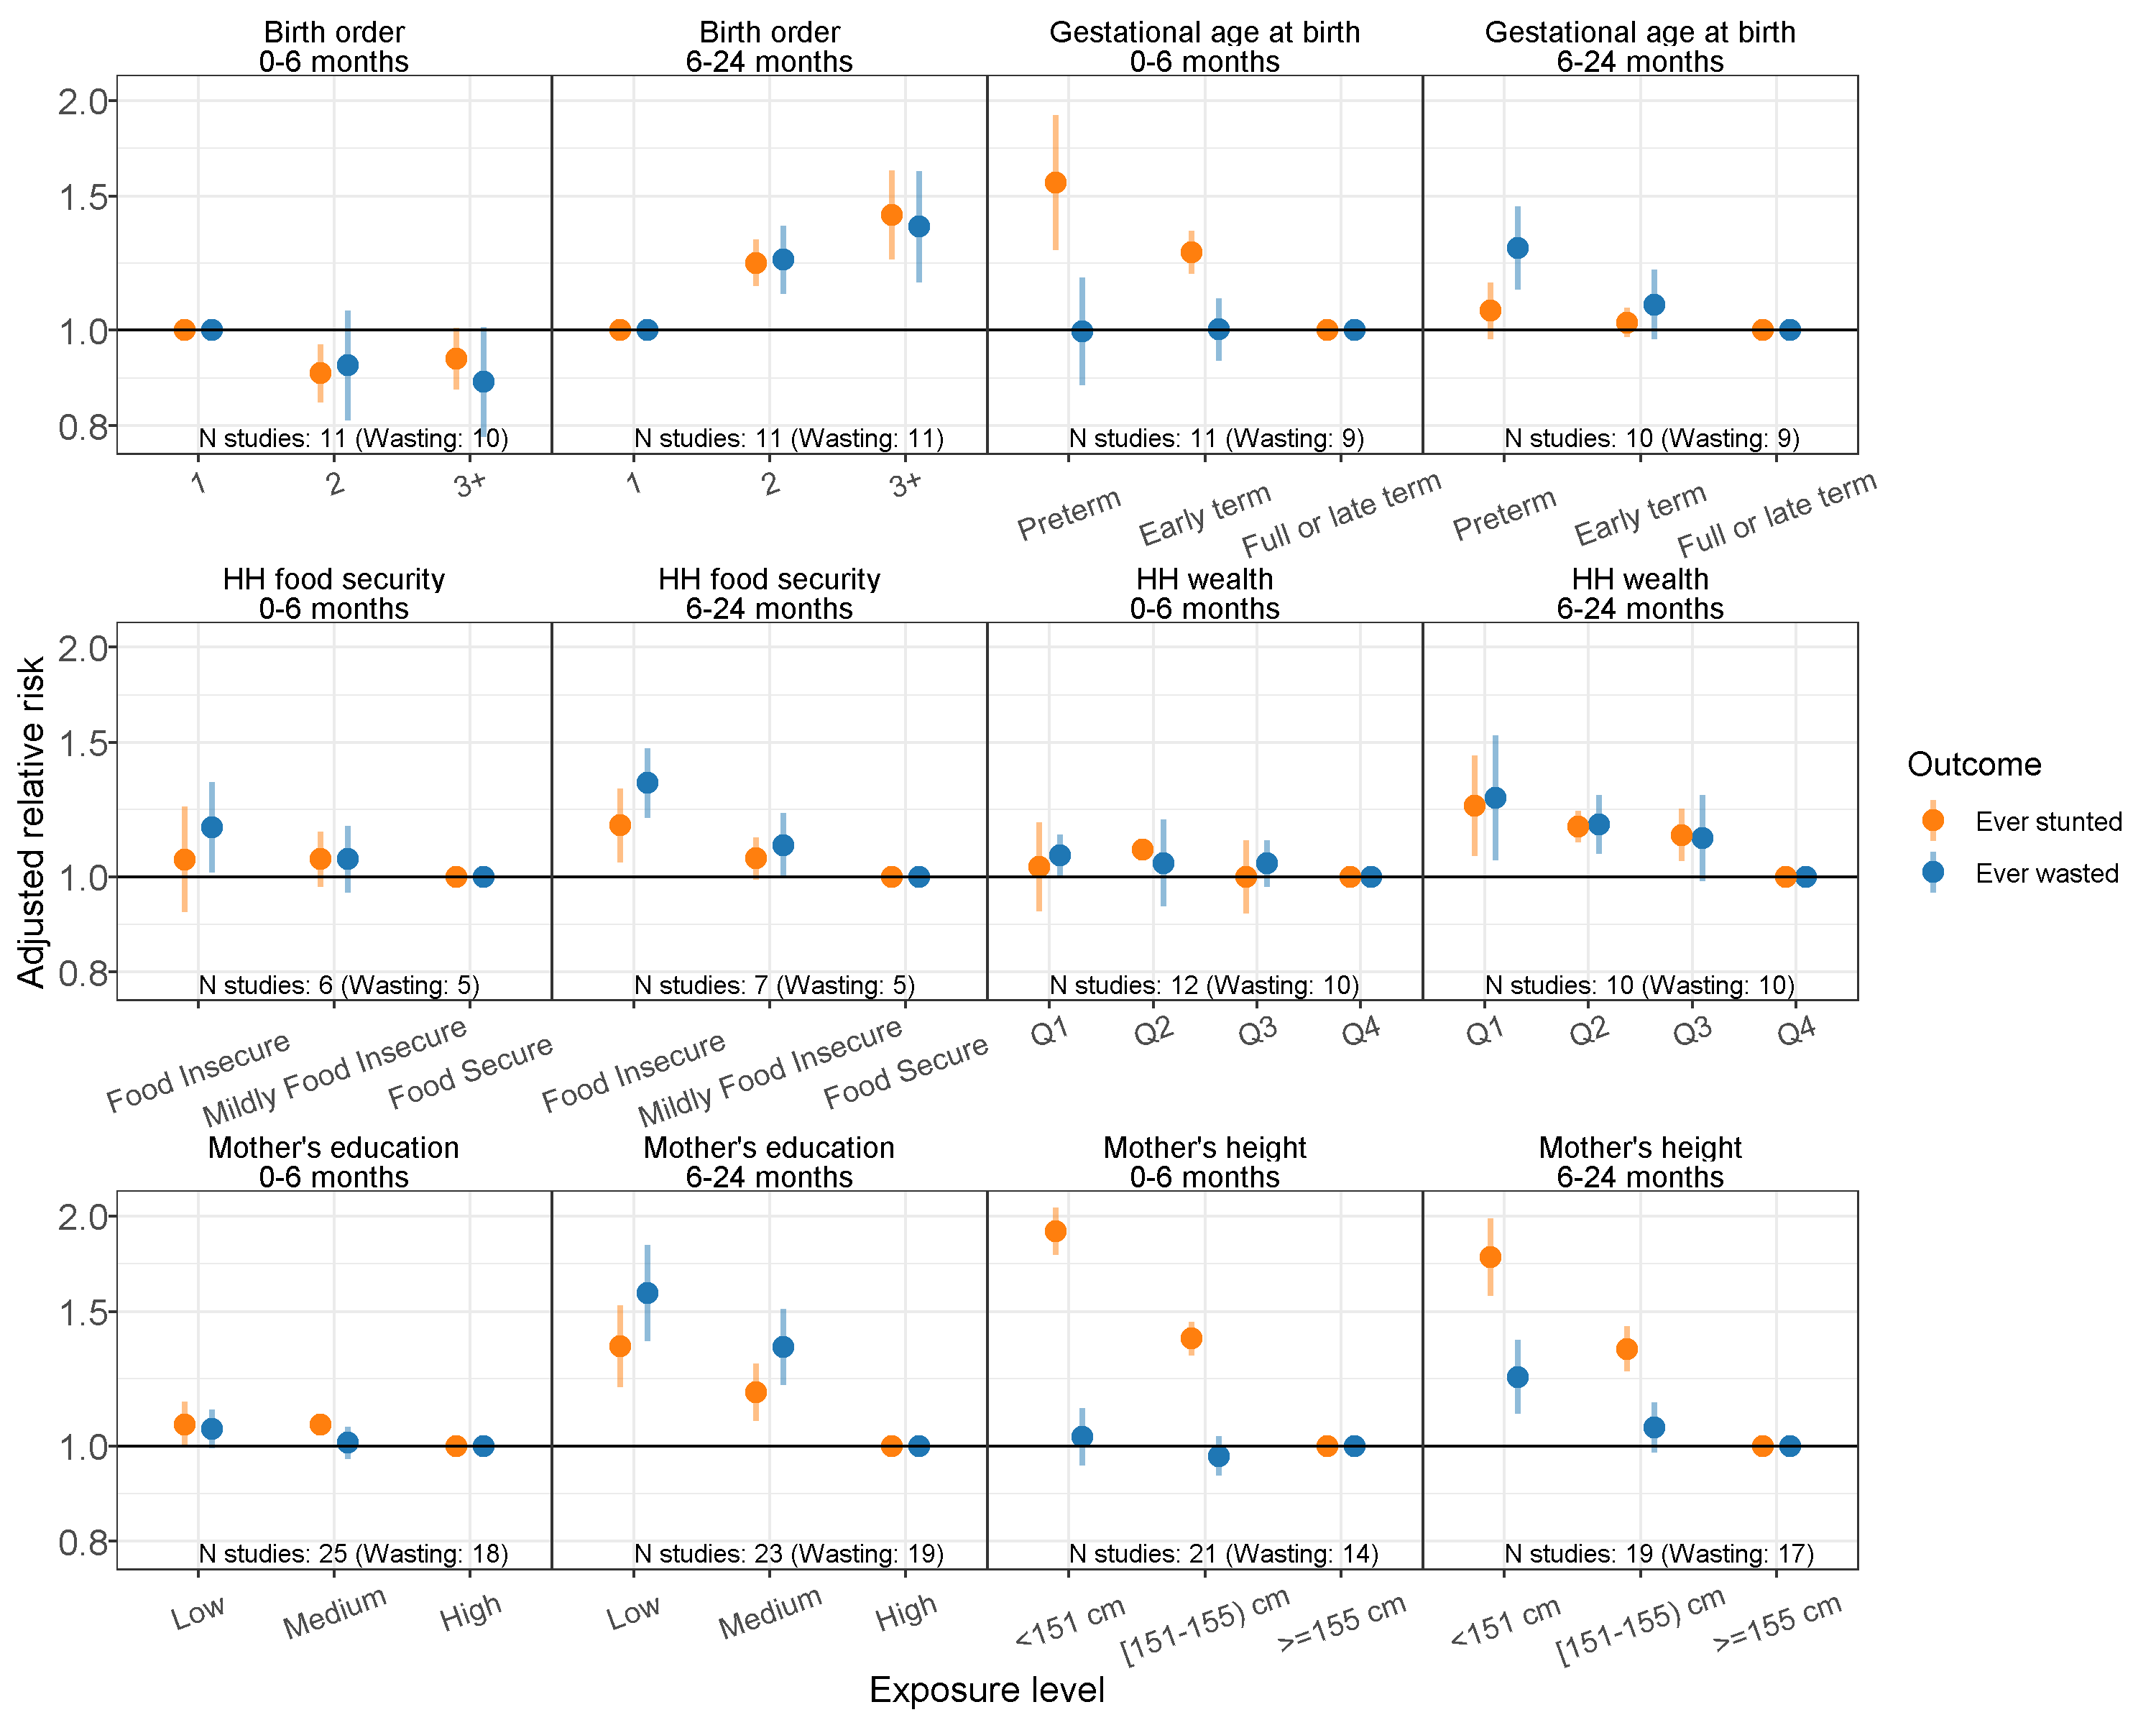 Birth order
0-6 months
Birth order
6-24 months
Gestational age at birth
0-6 months
Gestational age at birth
6-24 months
2.0
1.5
1.0
0.8
N studies: 11 (Wasting: 10)
N studies: 11 (Wasting: 11)
N studies: 11 (Wasting: 9)
N studies: 10 (Wasting: 9)
1
2
3+
1
2
3+
Preterm
Early term
Full or late term
Preterm
Early term
Full or late term
HH food security
0-6 months
HH food security
6-24 months
HH wealth
0-6 months
HH wealth
6-24 months
2.0
1.5
1.0
0.8
N studies: 6 (Wasting: 5)
N studies: 7 (Wasting: 5)
N studies: 12 (Wasting: 10)
N studies: 10 (Wasting: 10)
Food Insecure
Mildly Food Insecure
Food Secure
Food Insecure
Mildly Food Insecure
Food Secure
Q1
Q2
Q3
Q4
Q1
Q2
Q3
Q4
Mother's education
0-6 months
Mother's education
6-24 months
Mother's height
0-6 months
Mother's height
6-24 months
2.0
1.5
1.0
0.8
N studies: 25 (Wasting: 18)
N studies: 23 (Wasting: 19)
N studies: 21 (Wasting: 14)
N studies: 19 (Wasting: 17)
Low
Medium
High
Low
Medium
High
<151 cm
[151-155) cm
>=155 cm
<151 cm
[151-155) cm
>=155 cm
Adjusted relative risk
Exposure level
Outcome
Ever stunted
Ever wasted